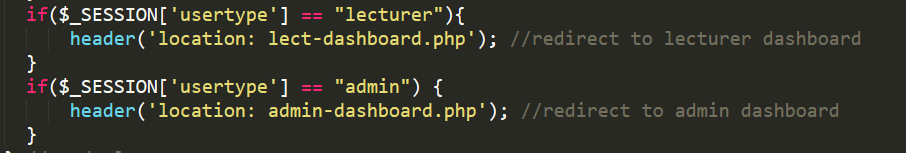 if($_SESSION['usertype'] == "lecturer"){
header('location: lect-dashboard.php'); //redirect to lecturer dashboard
}
if($_SESSION['usertype'] == "admin") {
header('location: admin-dashboard.php'); //redirect to admin dashboard
}